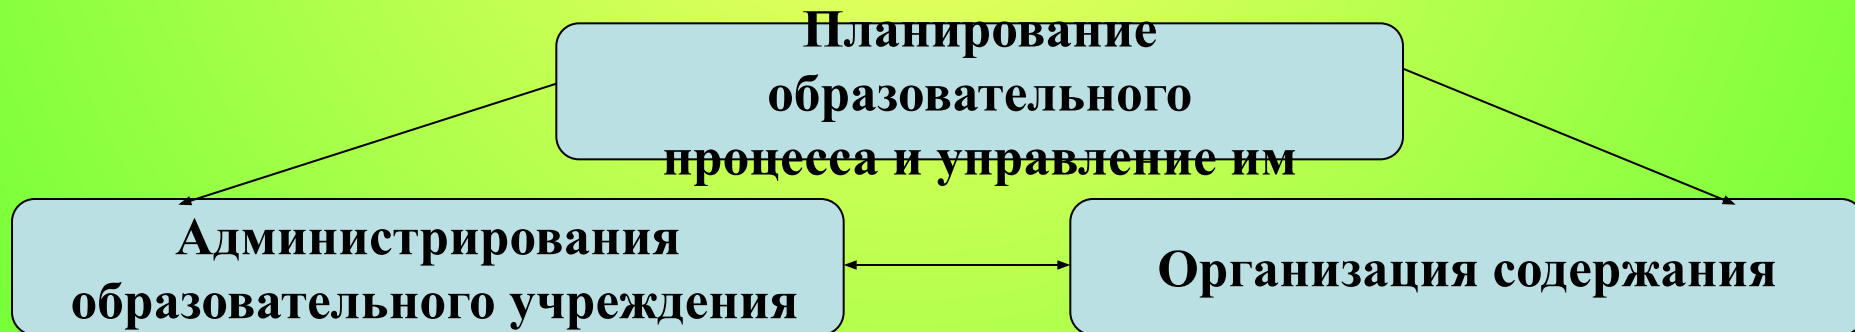 Планирование
образовательного
процесса и управление им
Администрирования
образовательного учреждения
Организация содержания